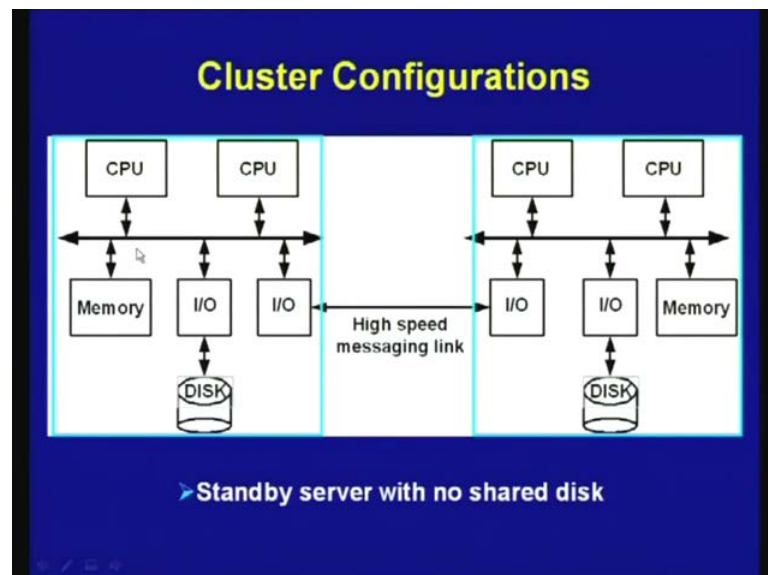 Cluster Configurations
CPU CPU
Memory I/O I/O
DISK
High speed
messaging link
CPU CPU
I/O I/O Memory
DISK
➢Standby server with no shared disk